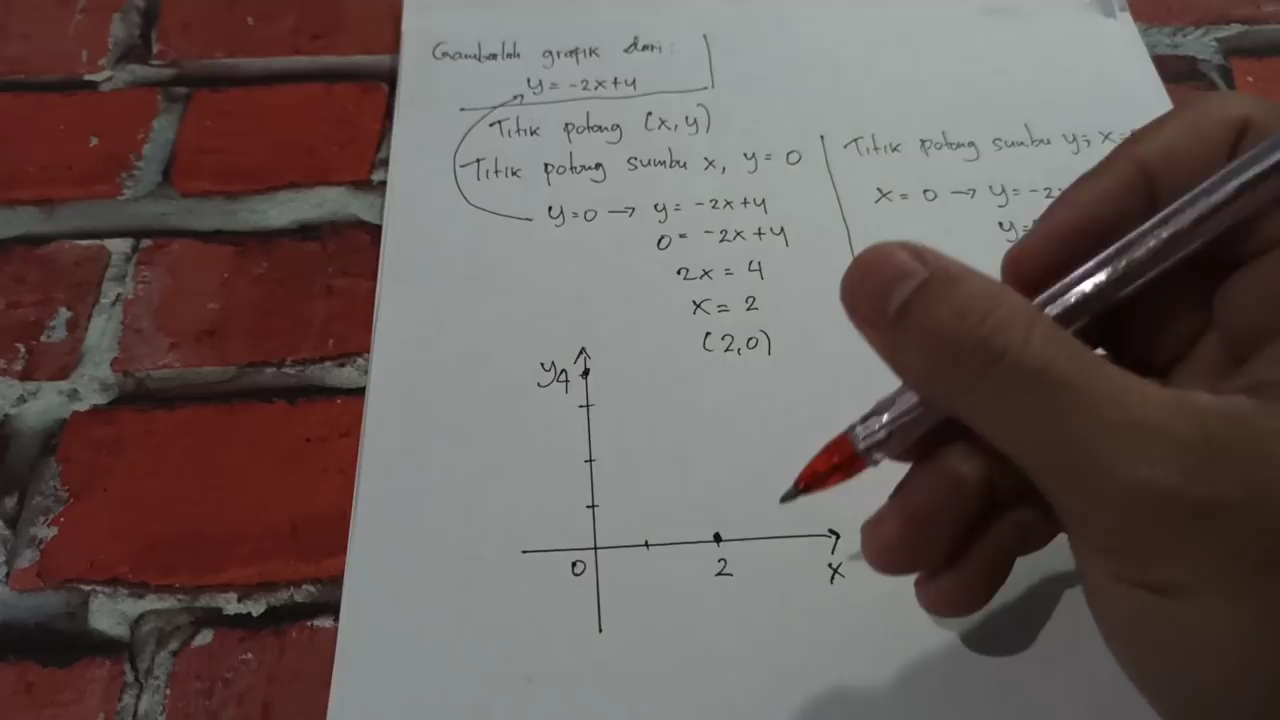 Gambarlah grafik dari :
y = -2x+4
Titik potong (x, y)
Titik potong sumbu x, y = 0
y=0 → y = -2x+4
0 = -2x+4
2x = 4
x = 2
(2,0)
Titik potong sumbu y, x=
x = 0 → y = -2x
y=
y
4
0
2
x